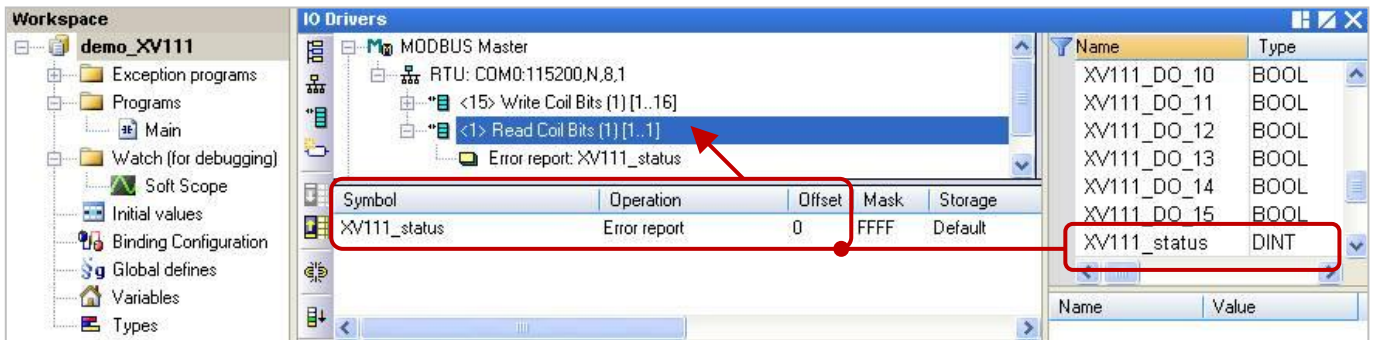 Workspace
demo_XV111
Exception programs
Programs
Main
Watch (for debugging)
Soft Scope
Initial values
Binding Configuration
Global defines
Variables
Types
IO Drivers
MODBUS Master
RTU: COM0:115200,N,8,1
<15> Write Coil Bits (1) [1..16]
<1> Read Coil Bits (1) [1..1]
Error report: XV111_status
Symbol Operation Offset Mask Storage
XV111_status Error report 0 FFFF Default
Name Type
XV111_DO_10 BOOL
XV111_DO_11 BOOL
XV111_DO_12 BOOL
XV111_DO_13 BOOL
XV111_DO_14 BOOL
XV111_DO_15 BOOL
XV111_status DINT
Name Value